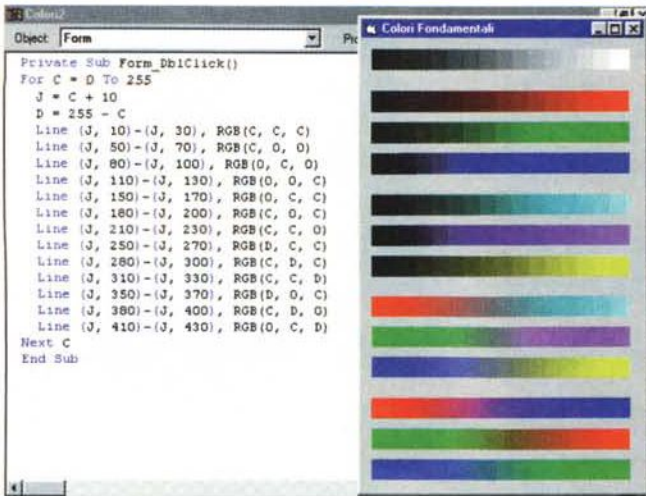 Colori2
Object: Form
Colori Fondamentali
Private Sub Form_DblClick()
For C = D To 255
J = C + 10
D = 255 - C
Line (J, 10)-(J, 30), RGB(C, C, C)
Line (J, 50)-(J, 70), RGB(C, 0, 0)
Line (J, 80)-(J, 100), RGB(0, C, 0)
Line (J, 110)-(J, 130), RGB(0, 0, C)
Line (J, 150)-(J, 170), RGB(0, C, C)
Line (J, 180)-(J, 200), RGB(C, 0, C)
Line (J, 210)-(J, 230), RGB(C, C, 0)
Line (J, 250)-(J, 270), RGB(D, C, C)
Line (J, 280)-(J, 300), RGB(C, D, C)
Line (J, 310)-(J, 330), RGB(C, C, D)
Line (J, 350)-(J, 370), RGB(D, 0, C)
Line (J, 380)-(J, 400), RGB(C, D, 0)
Line (J, 410)-(J, 430), RGB(0, C, D)
Next C
End Sub